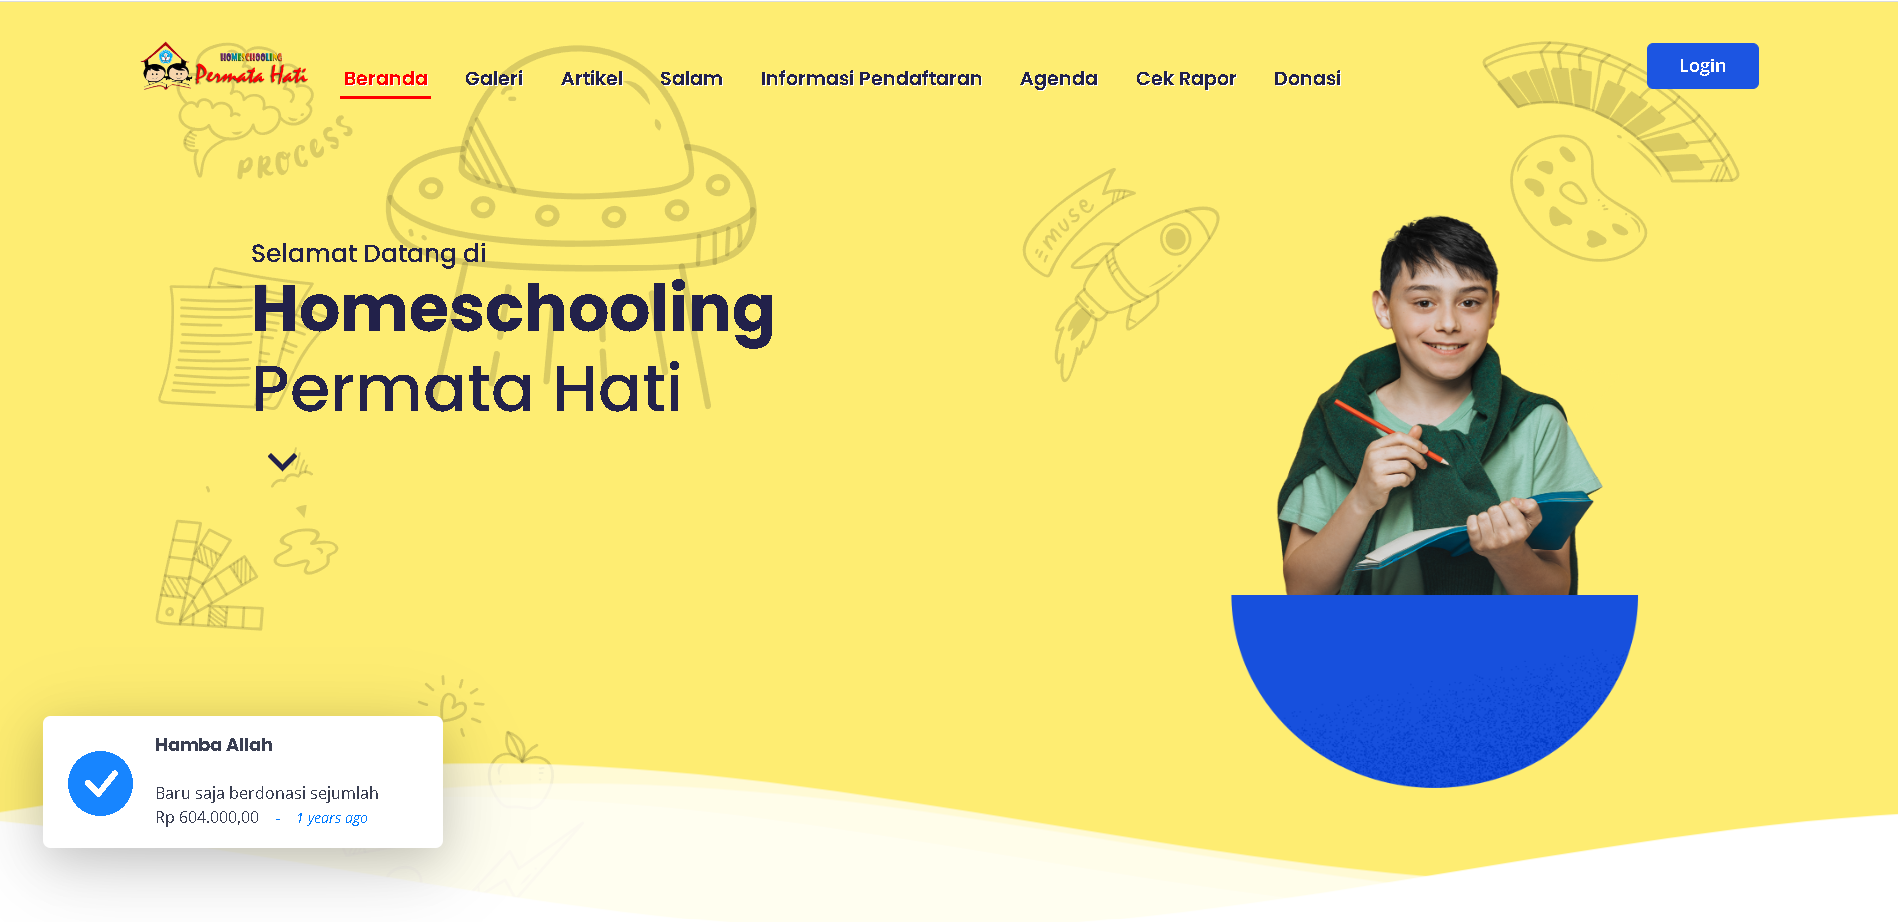 HOMESCHOOLING
Permata Hati
Beranda Galeri Artikel Salam Informasi Pendaftaran Agenda Cek Rapor Donasi
Login
PROCESS
muse
Selamat Datang di
Homeschooling
Permata Hati
Hamba Allah
Baru saja berdonasi sejumlah
Rp 604.000,00 - 1 years ago